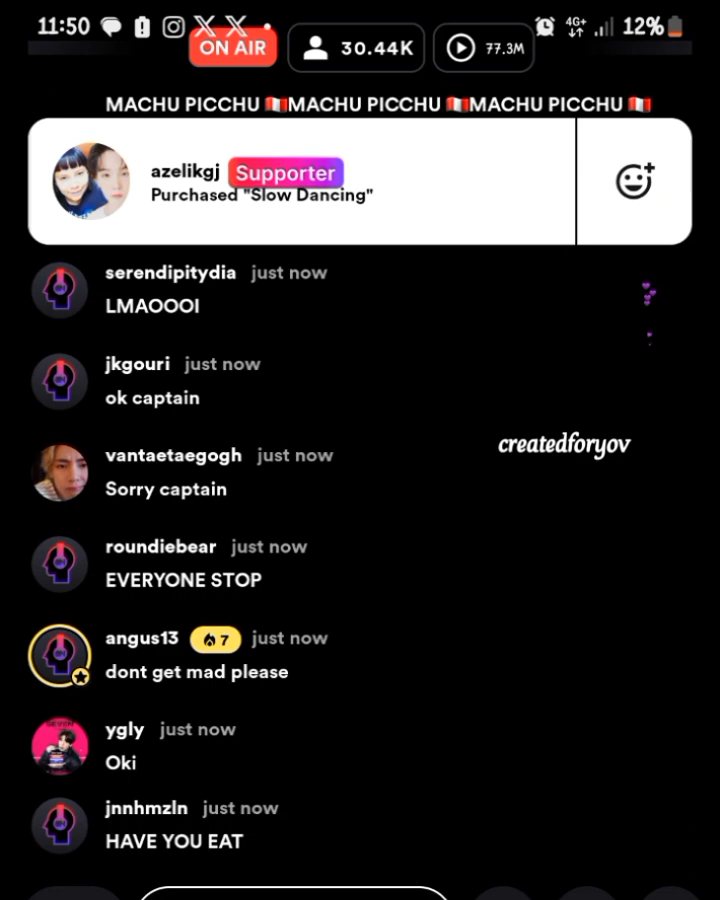 11:50 4G+ 12%
ON AIR 30.44K 77.3M
MACHU PICCHU 🇵🇪MACHU PICCHU 🇵🇪MACHU PICCHU 🇵🇪
azelikgj Supporter
Purchased "Slow Dancing"
serendipitydia just now
LMAOOOI
jkgouri just now
ok captain
createdforyov
vantaetaegogh just now
Sorry captain
roundiebear just now
EVERYONE STOP
angus13 7 just now
dont get mad please
ygly just now
Oki
jnnhmzln just now
HAVE YOU EAT